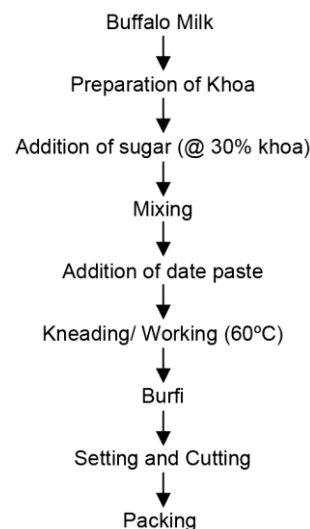 Buffalo Milk
Preparation of Khoa
Addition of sugar (@ 30% khoa)
Mixing
Addition of date paste
Kneading/ Working (60ºC)
Burfi
Setting and Cutting
Packing